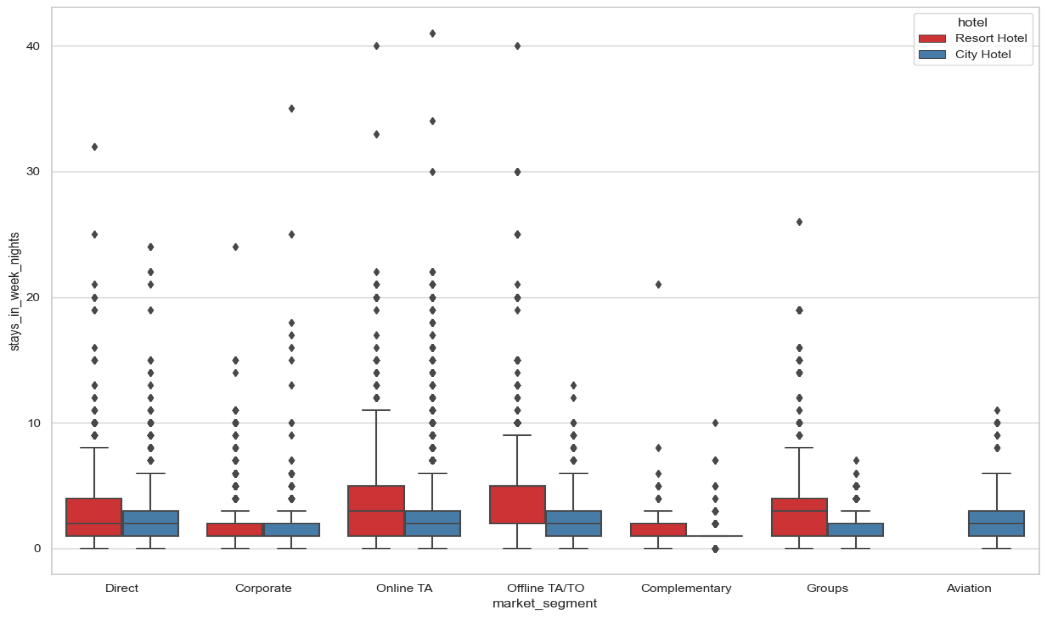 hotel
Resort Hotel
City Hotel
40
30
20
10
0
stays_in_week_nights
Direct
Corporate
Online TA
Offline TA/TO
Complementary
Groups
Aviation
market_segment